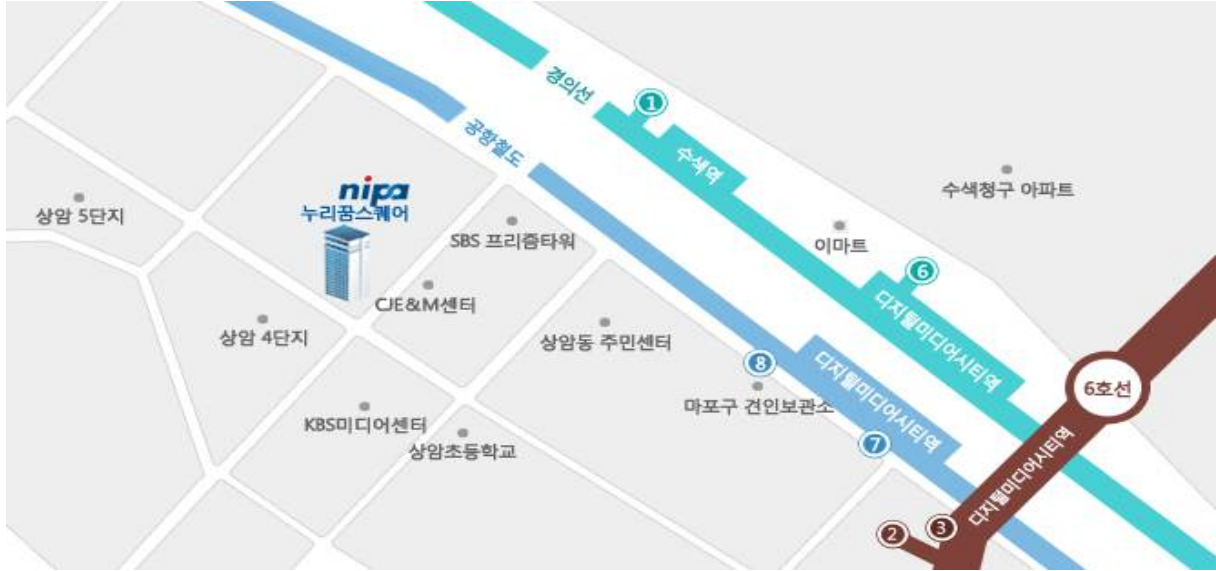 경의선
1
공항철도
수색역
수색청구 아파트
nipa
누리꿈스퀘어
상암 5단지
SBS 프리즘타워
이마트
6
CJE&M센터
디지털미디어시티역
상암 4단지
상암동 주민센터
8
디지털미디어시티역
6호선
마포구 견인보관소
KBS미디어센터
상암초등학교
7
디지털미디어시티역
3
2